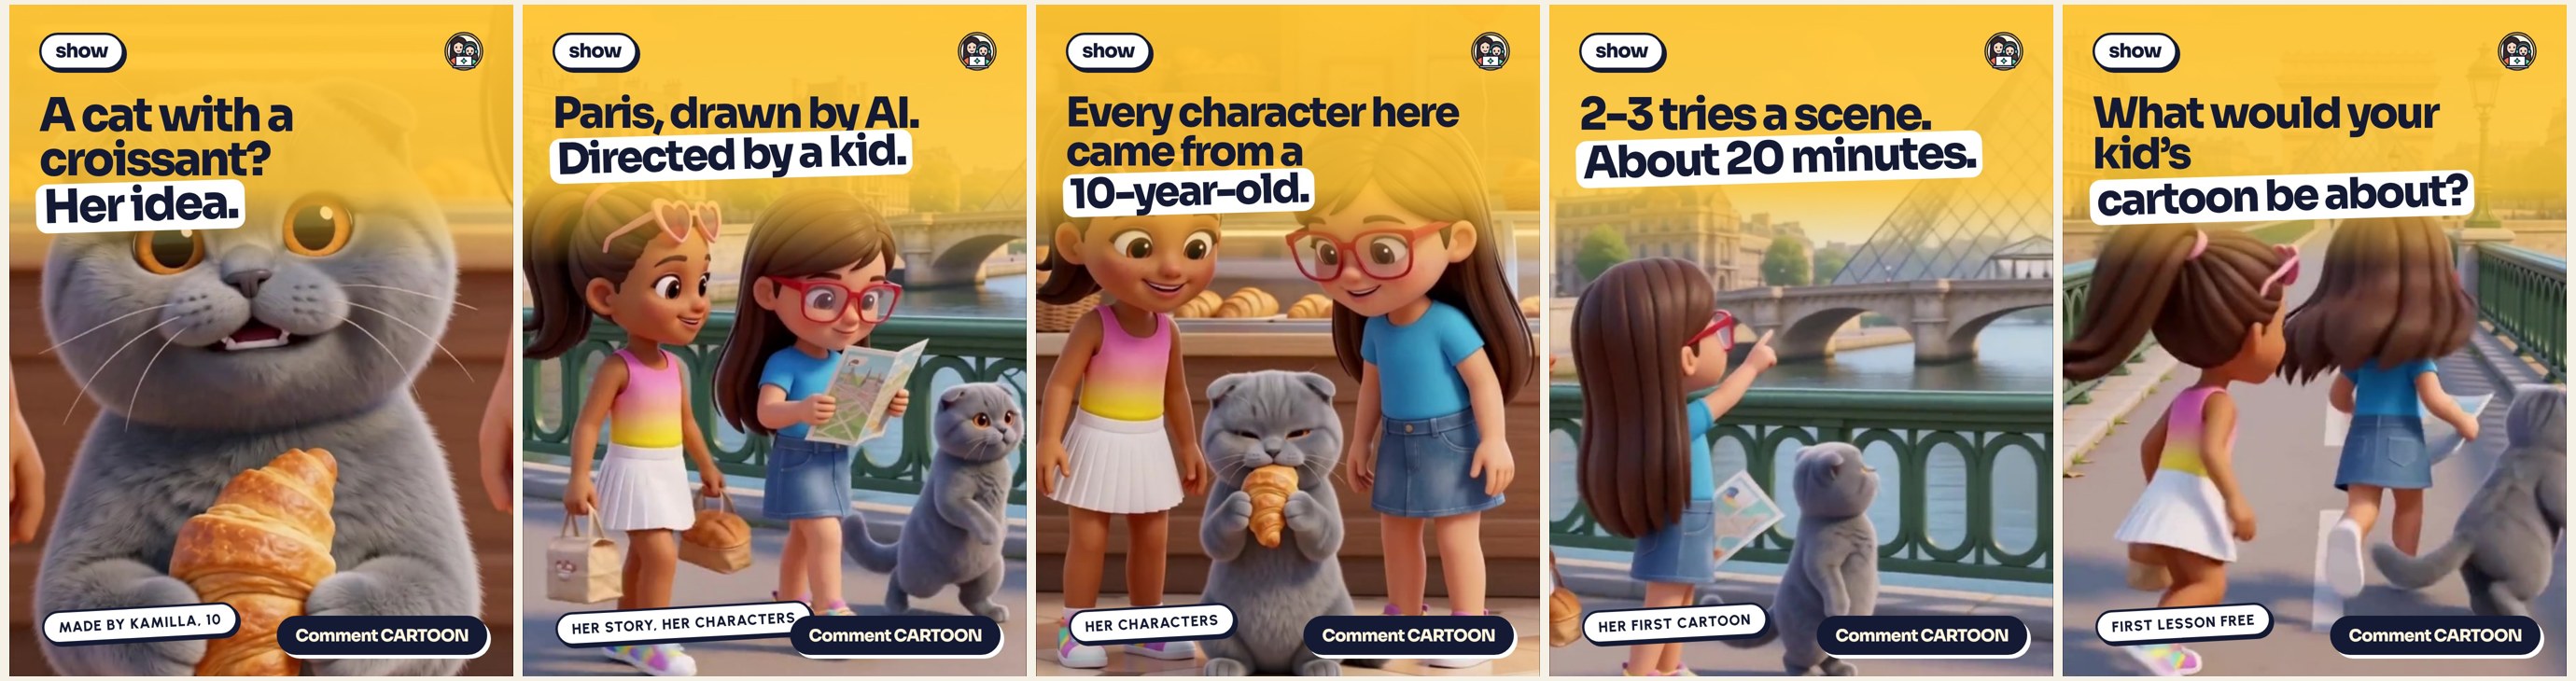 show
A cat with a
croissant?
Her idea.
MADE BY KAMILLA, 10
Comment CARTOON
show
Paris, drawn by AI.
Directed by a kid.
HER STORY, HER CHARACTERS
Comment CARTOON
show
Every character here
came from a
10-year-old.
HER CHARACTERS
Comment CARTOON
show
2–3 tries a scene.
About 20 minutes.
HER FIRST CARTOON
Comment CARTOON
show
What would your
kid’s
cartoon be about?
FIRST LESSON FREE
Comment CARTOON